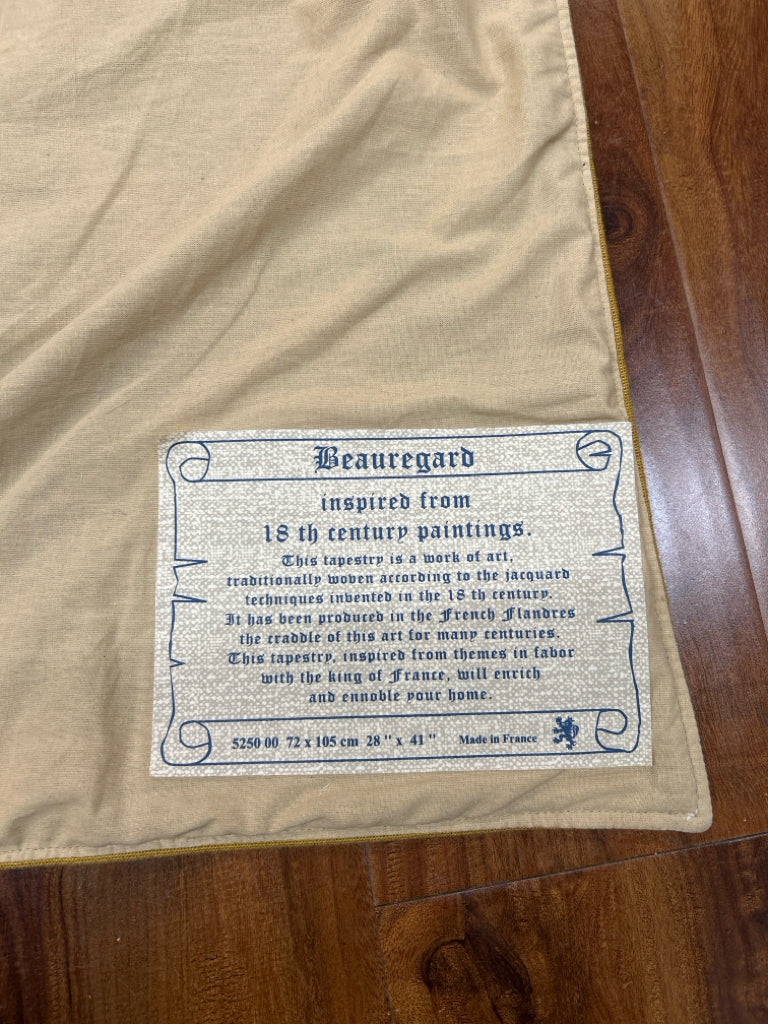 Beauregard
inspired from
18 th century paintings.
This tapestry is a work of art,
traditionally woven according to the jacquard
techniques invented in the 18 th century.
It has been produced in the French Flandres
the craddle of this art for many centuries.
This tapestry, inspired from themes in fabor
with the king of France, will enrich
and ennoble your home.
5250 00 72 x 105 cm 28 " x 41 " Made in France